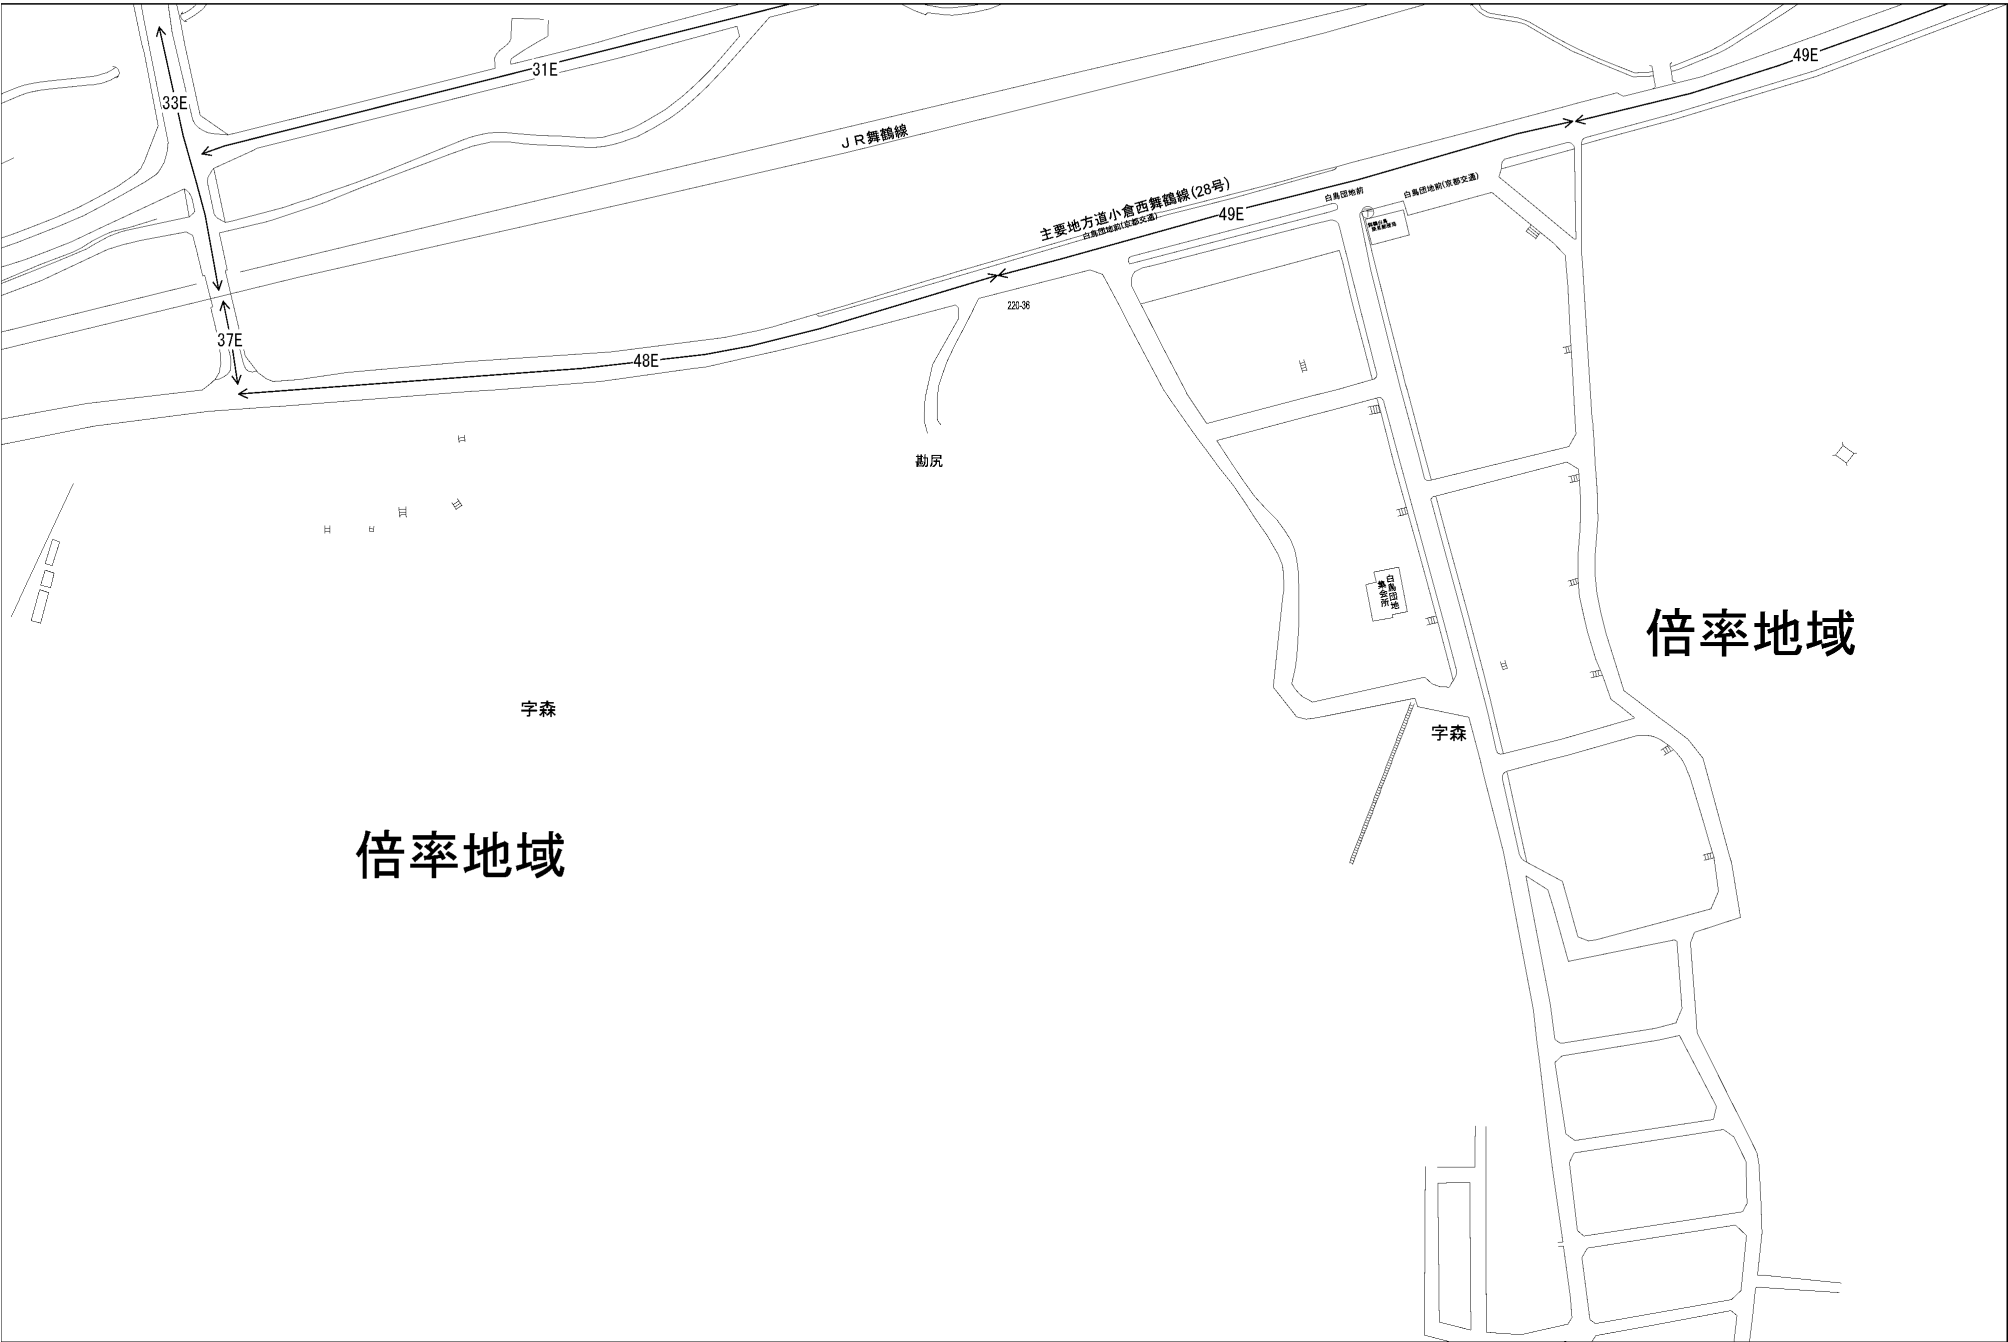 49E
31E
33E
JR舞鶴線
主要地方道小倉西舞鶴線(28号)
白鳥団地前(京都交通)
49E
白鳥団地前
白鳥団地前(京都交通)
220-36
37E
48E
勘尻
白鳥団地
集会所
倍率地域
字森
字森
倍率地域